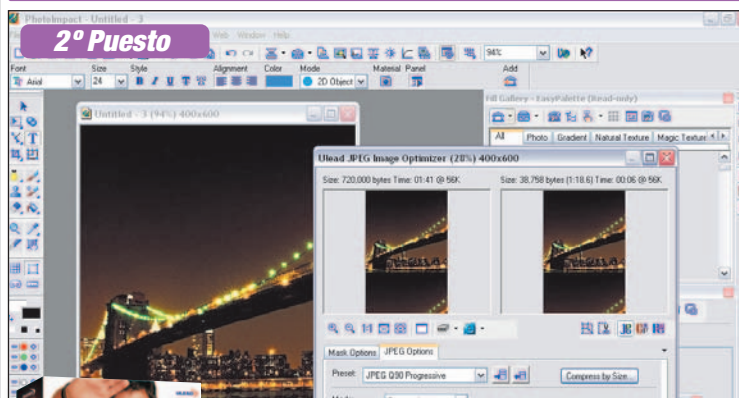 PhotoImpact - Untitled - 3
2º Puesto
Web Window Help
94%
Font Size Style Alignment Color Mode Material Panel Add
Arial 24 B I U T 2D Object
Fill Gallery - EasyPalette (Read-only)
Untitled - 3 (94%) 400x600
All Photo Gradient Natural Texture Magic Texture
Ulead JPEG Image Optimizer (28%) 400x600
Size: 720,000 bytes Time: 01:41 @ 56K Size: 38,758 bytes (1:18.6) Time: 00:06 @ 56K
1:1
Mask Options JPEG Options
Preset: JPEG Q90 Progressive Compress by Size...